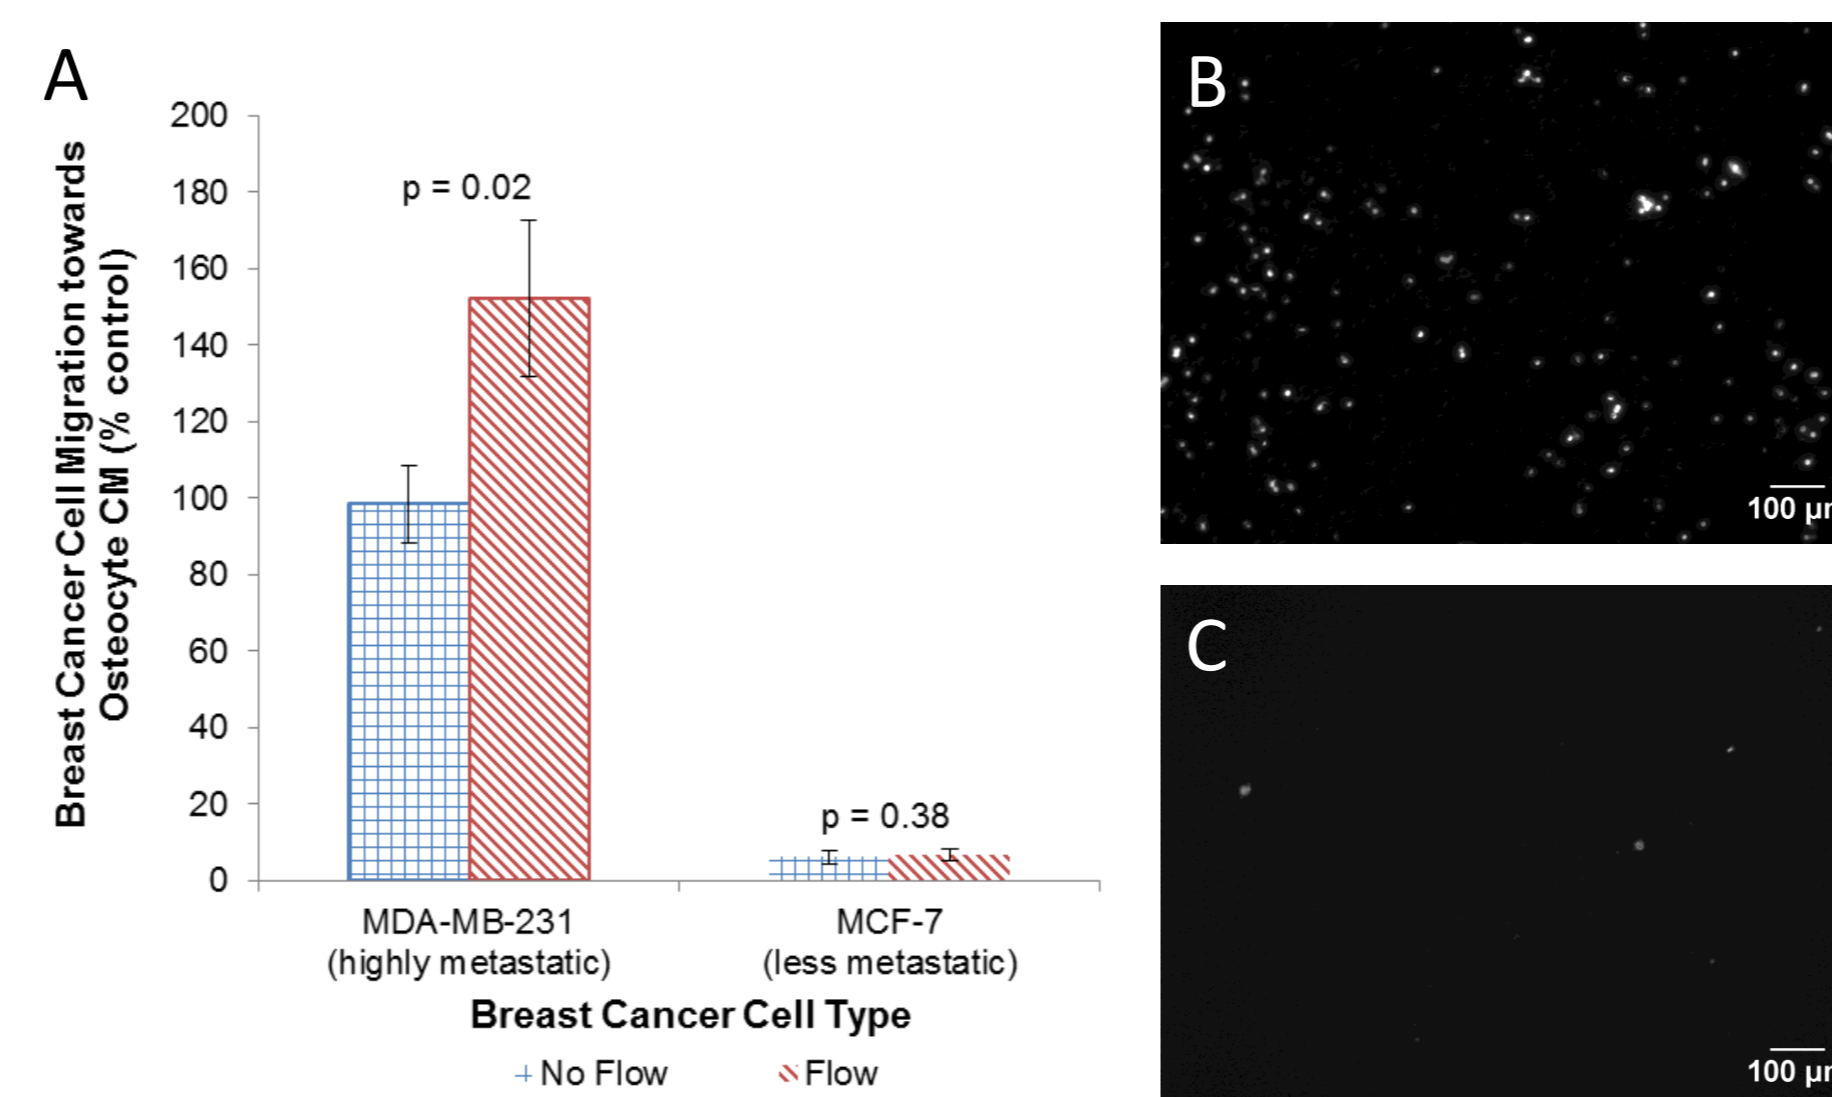 A
Breast Cancer Cell Migration towards
Osteocyte CM (% control)
200
180
160
140
120
100
80
60
40
20
0
p = 0.02
p = 0.38
MDA-MB-231
(highly metastatic)
MCF-7
(less metastatic)
Breast Cancer Cell Type
No Flow
Flow
B
100 µ
C
100 µ